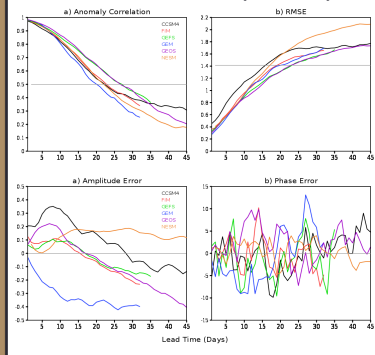 a) Anomaly Correlation
CCSM4
FIM
GEFS
GEM
GEOS
NESM
1
0.9
0.8
0.7
0.6
0.5
0.4
0.3
0.2
0.1
0
5 10 15 20 25 30 35 40 45
b) RMSE
2.2
2
1.8
1.6
1.4
1.2
1
0.8
0.6
0.4
0.2
0
5 10 15 20 25 30 35 40 45
a) Amplitude Error
CCSM4
FIM
GEFS
GEM
GEOS
NESM
0.5
0.4
0.3
0.2
0.1
0
-0.1
-0.2
-0.3
-0.4
-0.5
5 10 15 20 25 30 35 40 45
b) Phase Error
15
10
5
0
-5
-10
-15
5 10 15 20 25 30 35 40 45
Lead Time (Days)